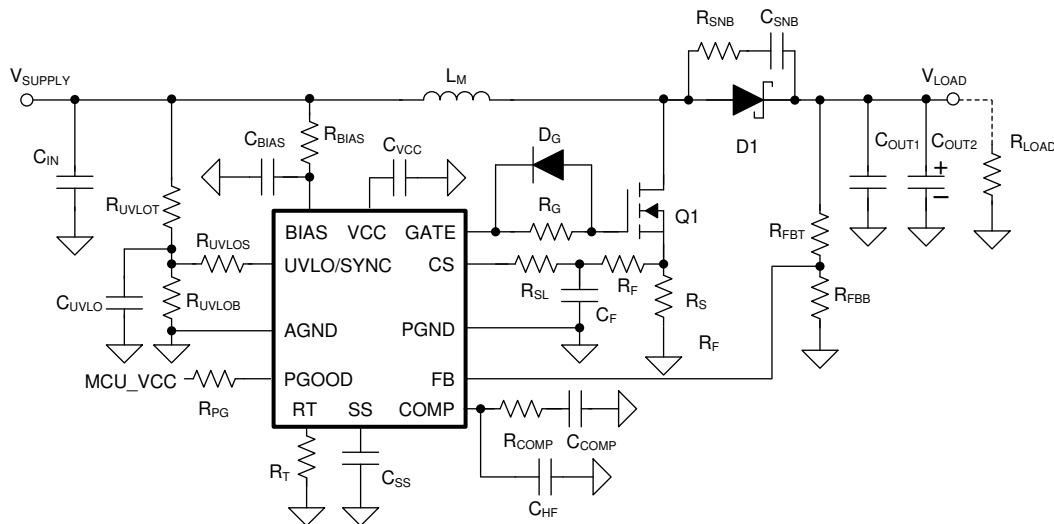 RSNB
CSNB
VSUPPLY
LM
VLOAD
D1
CIN
CBIAS
RBIAS
CVCC
DG
COUT1
COUT2
+
−
RLOAD
RUVLOT
RG
Q1
BIAS
VCC
GATE
RFBT
RUVLOS
UVLO/SYNC
CS
RSL
RF
CUVLO
RUVLOB
CF
RS
RFBB
AGND
PGND
RF
MCU_VCC
PGOOD
FB
RPG
RT
SS
COMP
RCOMP
CCOMP
RT
CSS
CHF